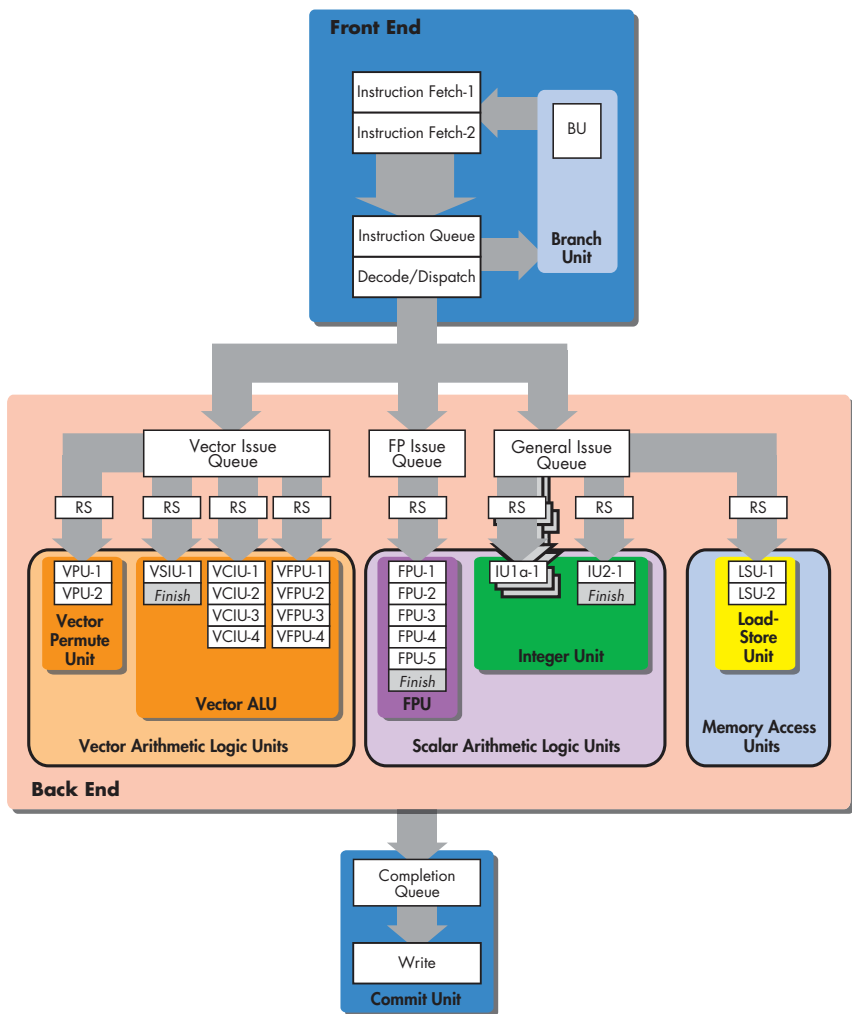 Front End
Instruction Fetch-1
Instruction Fetch-2
BU
Instruction Queue
Decode/Dispatch
Branch
Unit
Vector Issue
Queue
FP Issue
Queue
General Issue
Queue
RS
RS
RS
RS
RS
RS
RS
RS
VPU-1
VPU-2
Vector
Permute
Unit
VSIU-1
Finish
VCIU-1
VCIU-2
VCIU-3
VCIU-4
VFPU-1
VFPU-2
VFPU-3
VFPU-4
Vector ALU
Vector Arithmetic Logic Units
FPU-1
FPU-2
FPU-3
FPU-4
FPU-5
Finish
FPU
IU1a-1
IU2-1
Finish
Integer Unit
Scalar Arithmetic Logic Units
LSU-1
LSU-2
Load-
Store
Unit
Memory Access
Units
Back End
Completion
Queue
Write
Commit Unit